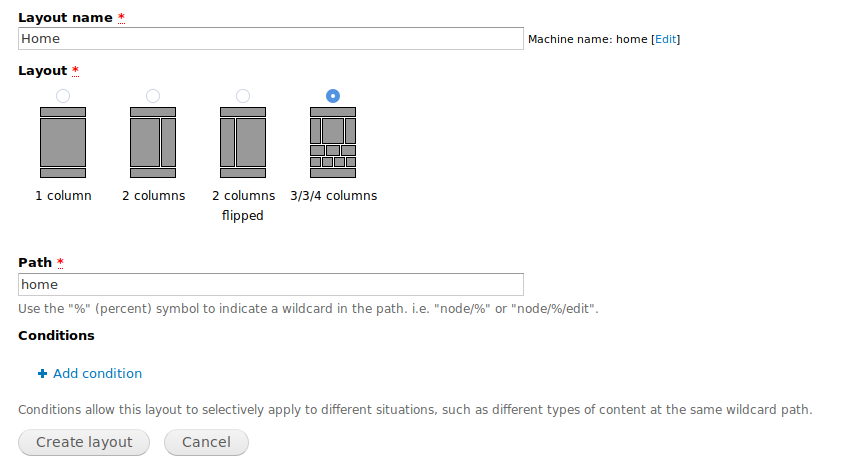 Layout name *
Home
Machine name: home [Edit]
Layout *
1 column
2 columns
2 columns
flipped
3/3/4 columns
Path *
home
Use the "%" (percent) symbol to indicate a wildcard in the path. i.e. "node/%" or "node/%/edit".
Conditions
+ Add condition
Conditions allow this layout to selectively apply to different situations, such as different types of content at the same wildcard path.
Create layout
Cancel